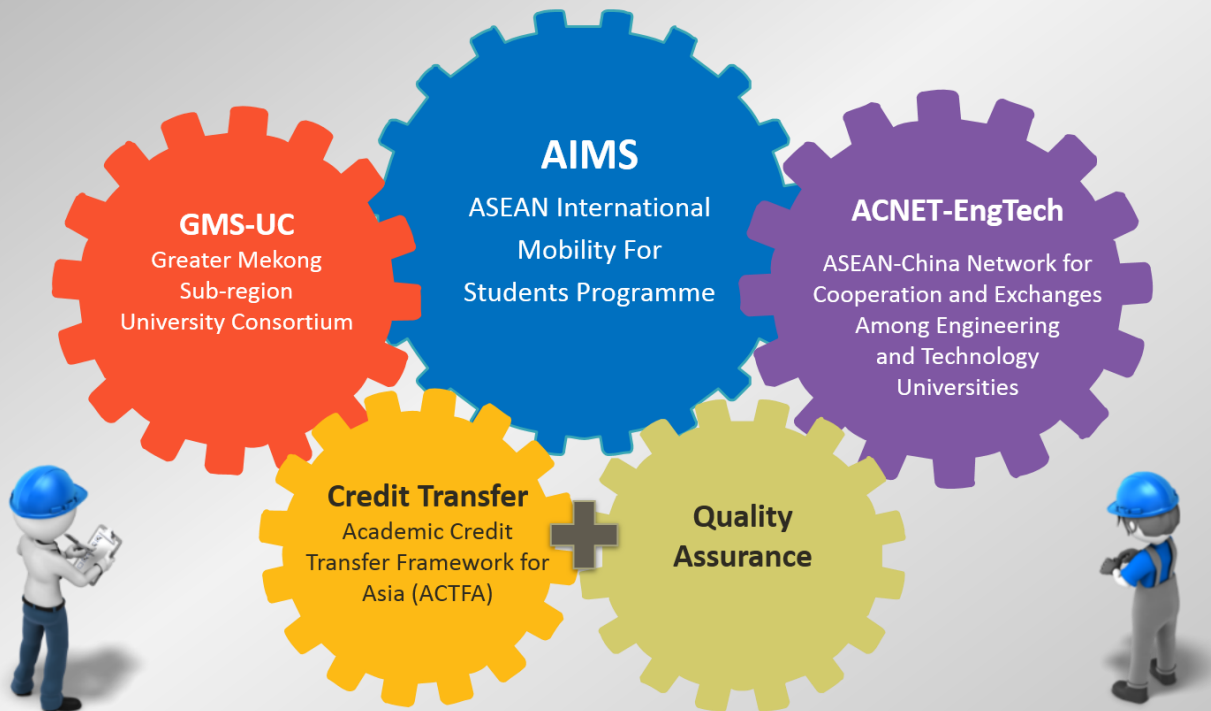 AIMS
ASEAN International
Mobility For
Students Programme
GMS-UC
Greater Mekong
Sub-region
University Consortium
ACNET-EngTech
ASEAN-China Network for
Cooperation and Exchanges
Among Engineering
and Technology
Universities
Credit Transfer
Academic Credit
Transfer Framework for
Asia (ACTFA)
Quality
Assurance